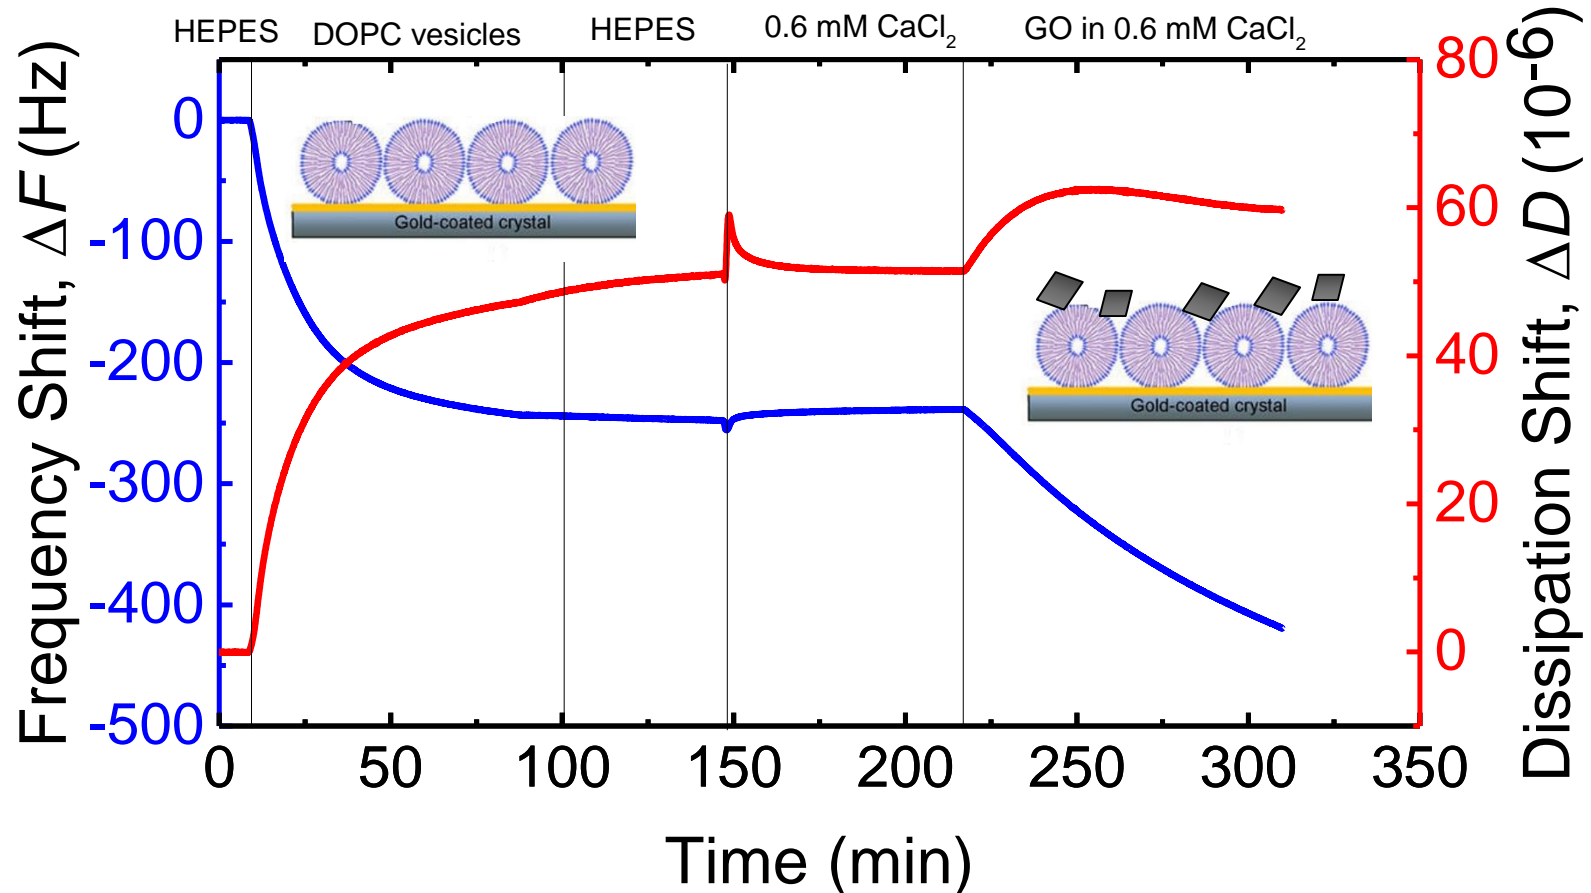 HEPES
DOPC vesicles
HEPES
0.6 mM CaCl₂
GO in 0.6 mM CaCl₂
Frequency Shift, ΔF (Hz)
0
-100
-200
-300
-400
-500
Gold-coated crystal
Gold-coated crystal
80
60
40
20
0
Dissipation Shift, ΔD (10⁻⁶)
0 50 100 150 200 250 300 350
Time (min)